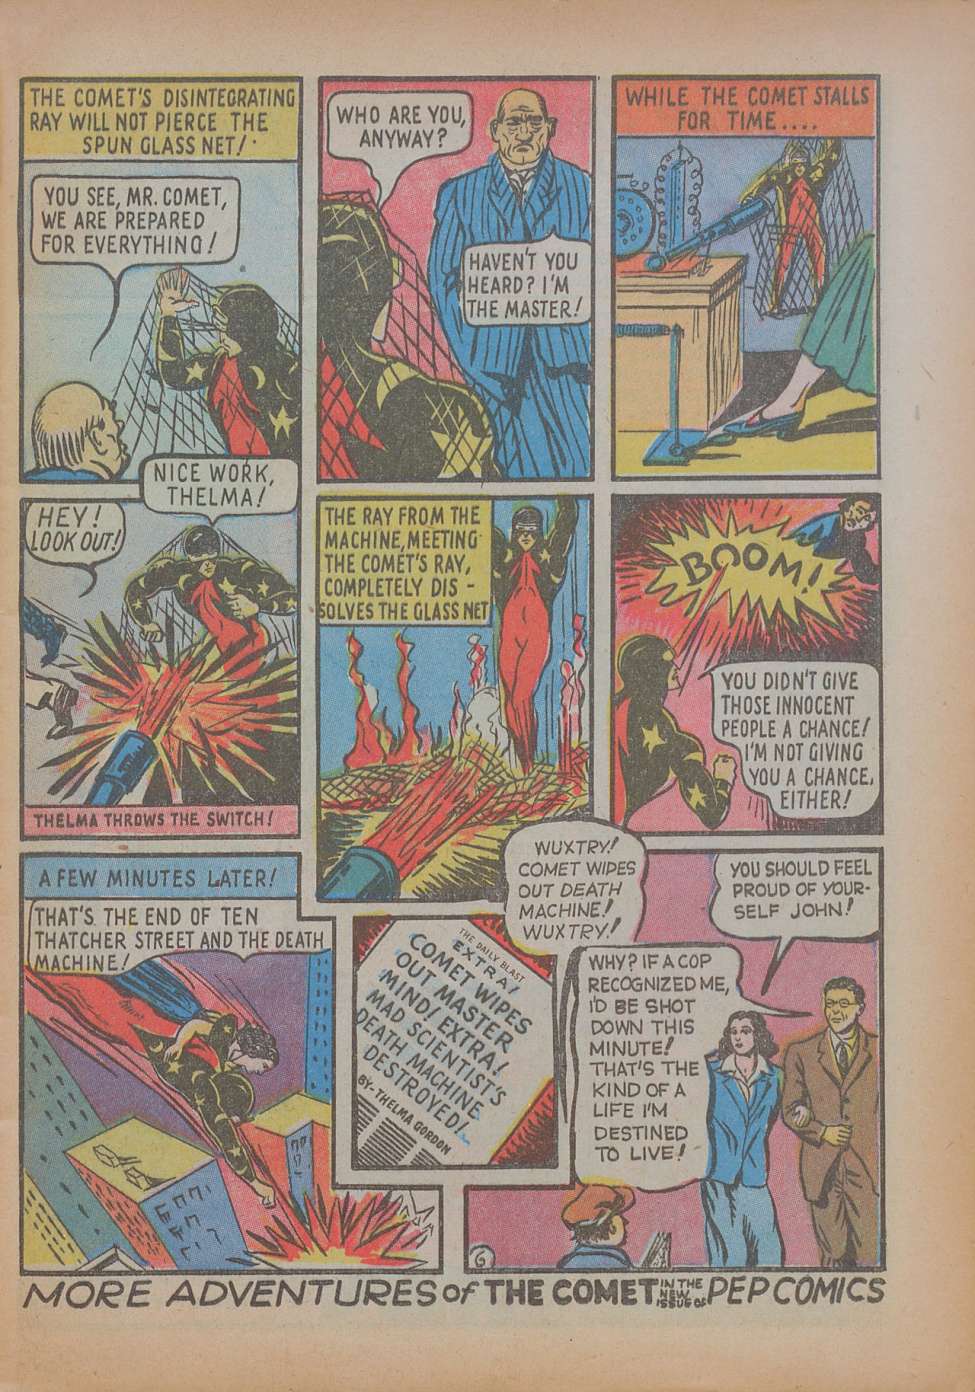 THE COMET'S DISINTEGRATING
RAY WILL NOT PIERCE THE
SPUN GLASS NET!
YOU SEE, MR. COMET,
WE ARE PREPARED
FOR EVERYTHING!
WHO ARE YOU,
ANYWAY?
HAVEN'T YOU
HEARD? I'M
THE MASTER!
WHILE THE COMET STALLS
FOR TIME....
HEY!
LOOK OUT!
NICE WORK,
THELMA!
THELMA THROWS THE SWITCH!
THE RAY FROM THE
MACHINE, MEETING
THE COMET'S RAY,
COMPLETELY DIS-
SOLVES THE GLASS NET
BOOM!
YOU DIDN'T GIVE
THOSE INNOCENT
PEOPLE A CHANCE!
I'M NOT GIVING
YOU A CHANCE,
EITHER!
A FEW MINUTES LATER!
THAT'S THE END OF TEN
THATCHER STREET AND THE DEATH
MACHINE!
WUXTRY!
COMET WIPES
OUT DEATH
MACHINE!
WUXTRY!
THE DAILY BLAST
EXTRA!
COMET WIPES
OUT MASTER
MIND! EXTRA!
MAD SCIENTIST'S
DEATH MACHINE
DESTROYED!
BY-THELMA GORDON
YOU SHOULD FEEL
PROUD OF YOUR-
SELF JOHN!
WHY? IF A COP
RECOGNIZED ME,
I'D BE SHOT
DOWN THIS
MINUTE!
THAT'S THE
KIND OF A
LIFE I'M
DESTINED
TO LIVE!
6
MORE ADVENTURES of THE COMET IN THE NEW ISSUE OF PEP COMICS